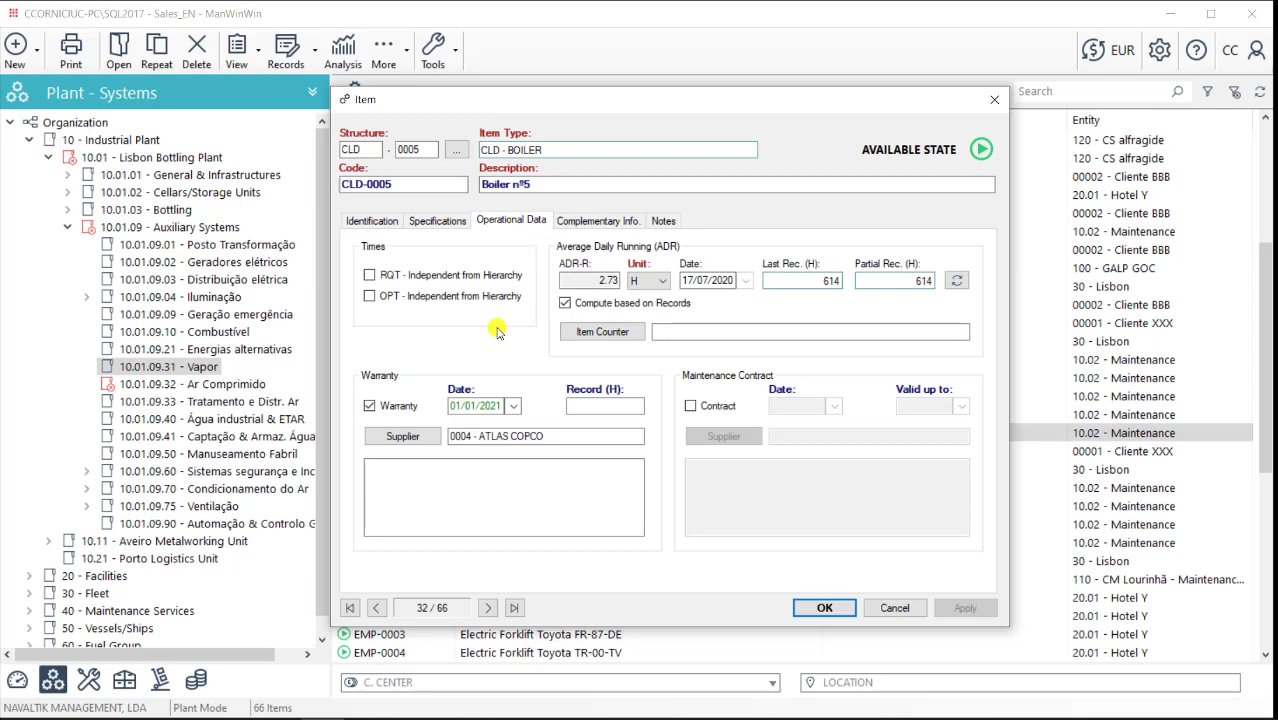 CCORNICIUC-PC\SQL2017 - Sales_EN - ManWinWin
New
Print
Open
Repeat
Delete
View
Records
Analysis
More
Tools
EUR
CC
Plant - Systems
Search
Organization
10 - Industrial Plant
10.01 - Lisbon Bottling Plant
10.01.01 - General & Infrastructures
10.01.02 - Cellars/Storage Units
10.01.03 - Bottling
10.01.09 - Auxiliary Systems
10.01.09.01 - Posto Transformação
10.01.09.02 - Geradores elétricos
10.01.09.03 - Distribuição elétrica
10.01.09.04 - Iluminação
10.01.09.09 - Geração emergência
10.01.09.10 - Combustível
10.01.09.21 - Energias alternativas
10.01.09.31 - Vapor
10.01.09.32 - Ar Comprimido
10.01.09.33 - Tratamento e Distr. Ar
10.01.09.40 - Água industrial & ETAR
10.01.09.41 - Captação & Armaz. Água
10.01.09.50 - Manuseamento Fabril
10.01.09.60 - Sistemas segurança e Inc
10.01.09.70 - Condicionamento do Ar
10.01.09.75 - Ventilação
10.01.09.90 - Automação & Controlo G
10.11 - Aveiro Metalworking Unit
10.21 - Porto Logistics Unit
20 - Facilities
30 - Fleet
40 - Maintenance Services
50 - Vessels/Ships
60 - Fuel Group
Item
Structure:
Item Type:
CLD - 0005 ...
CLD - BOILER
AVAILABLE STATE
Code:
Description:
CLD-0005
Boiler nº5
Identification
Specifications
Operational Data
Complementary Info.
Notes
Times
RQT - Independent from Hierarchy
OPT - Independent from Hierarchy
Average Daily Running (ADR)
ADR-R: Unit: Date: Last Rec. (H): Partial Rec. (H):
2.73 H 17/07/2020 614 614
Compute based on Records
Item Counter
Warranty
Date: Record (H):
Warranty 01/01/2021
Supplier 0004 - ATLAS COPCO
Maintenance Contract
Date: Valid up to:
Contract
Supplier
32 / 66
OK
Cancel
Apply
Entity
120 - CS alfragide
120 - CS alfragide
00002 - Cliente BBB
00002 - Cliente BBB
20.01 - Hotel Y
00002 - Cliente BBB
10.02 - Maintenance
00002 - Cliente BBB
100 - GALP GOC
30 - Lisbon
00001 - Cliente XXX
30 - Lisbon
10.02 - Maintenance
10.02 - Maintenance
10.02 - Maintenance
10.02 - Maintenance
10.02 - Maintenance
00001 - Cliente XXX
30 - Lisbon
10.02 - Maintenance
10.02 - Maintenance
10.02 - Maintenance
10.02 - Maintenance
30 - Lisbon
110 - CM Lourinhã - Maintenanc...
20.01 - Hotel Y
20.01 - Hotel Y
20.01 - Hotel Y
20.01 - Hotel Y
EMP-0003 Electric Forklift Toyota FR-87-DE
EMP-0004 Electric Forklift Toyota TR-00-TV
C. CENTER
LOCATION
NAVALTIK MANAGEMENT, LDA
Plant Mode
66 Items